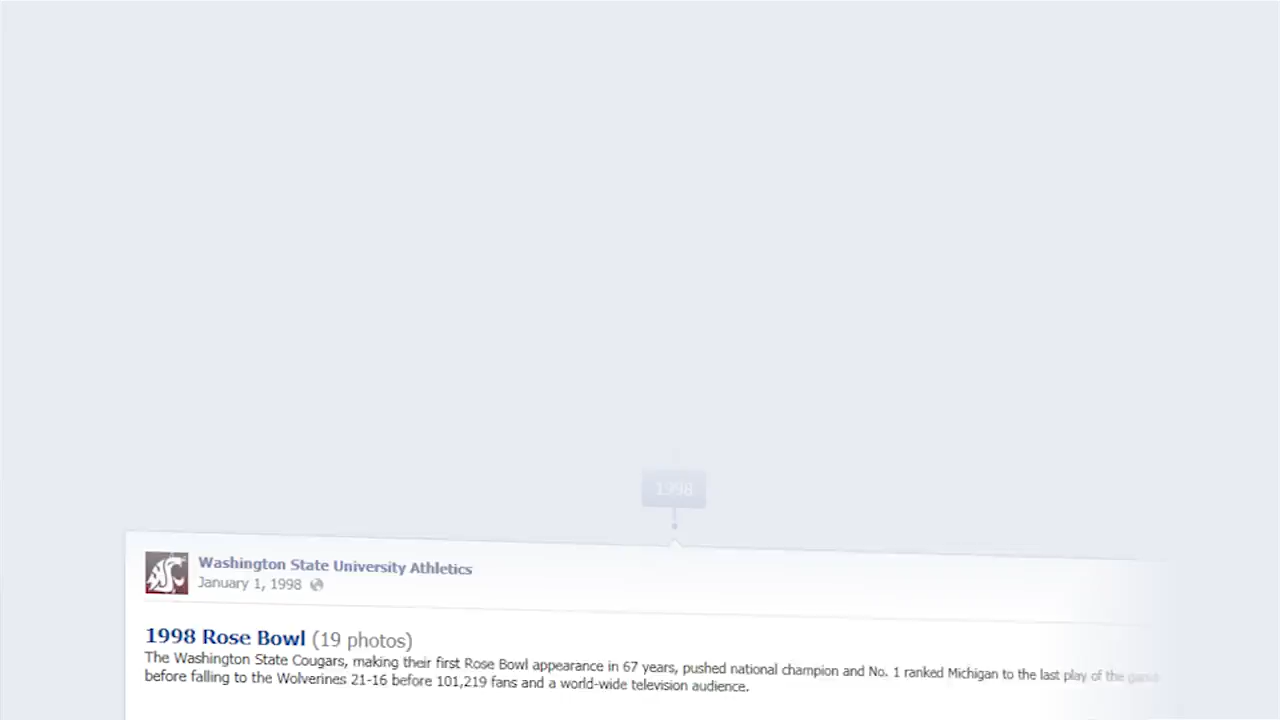 1998
Washington State University Athletics
January 1, 1998
1998 Rose Bowl (19 photos)
The Washington State Cougars, making their first Rose Bowl appearance in 67 years, pushed national champion and No. 1 ranked Michigan to the last play of the game
before falling to the Wolverines 21-16 before 101,219 fans and a world-wide television audience.